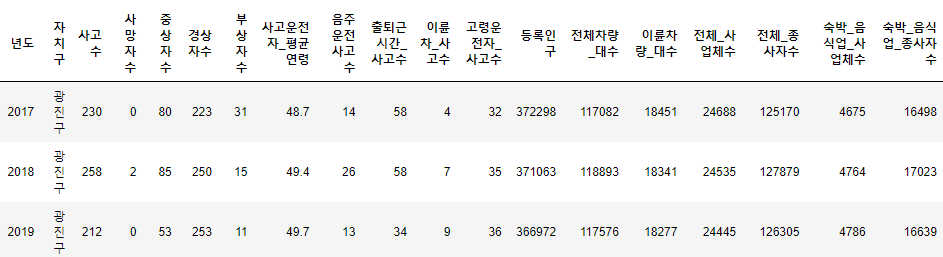 년도 자치구 사고수 사망자수 중상자수 경상자수 부상자수 사고운전자_평균연령 음주운전사고수 출퇴근시간_사고수 이륜차_사고수 고령운전자_사고수 등록인구 전체차량_대수 이륜차량_대수 전체_사업체수 전체_종사자수 숙박_음식업_사업체수 숙박_음식업_종사자수
2017 광진구 230 0 80 223 31 48.7 14 58 4 32 372298 117082 18451 24688 125170 4675 16498
2018 광진구 258 2 85 250 15 49.4 26 58 7 35 371063 118893 18341 24535 127879 4764 17023
2019 광진구 212 0 53 253 11 49.7 13 34 9 36 366972 117576 18277 24445 126305 4786 16639